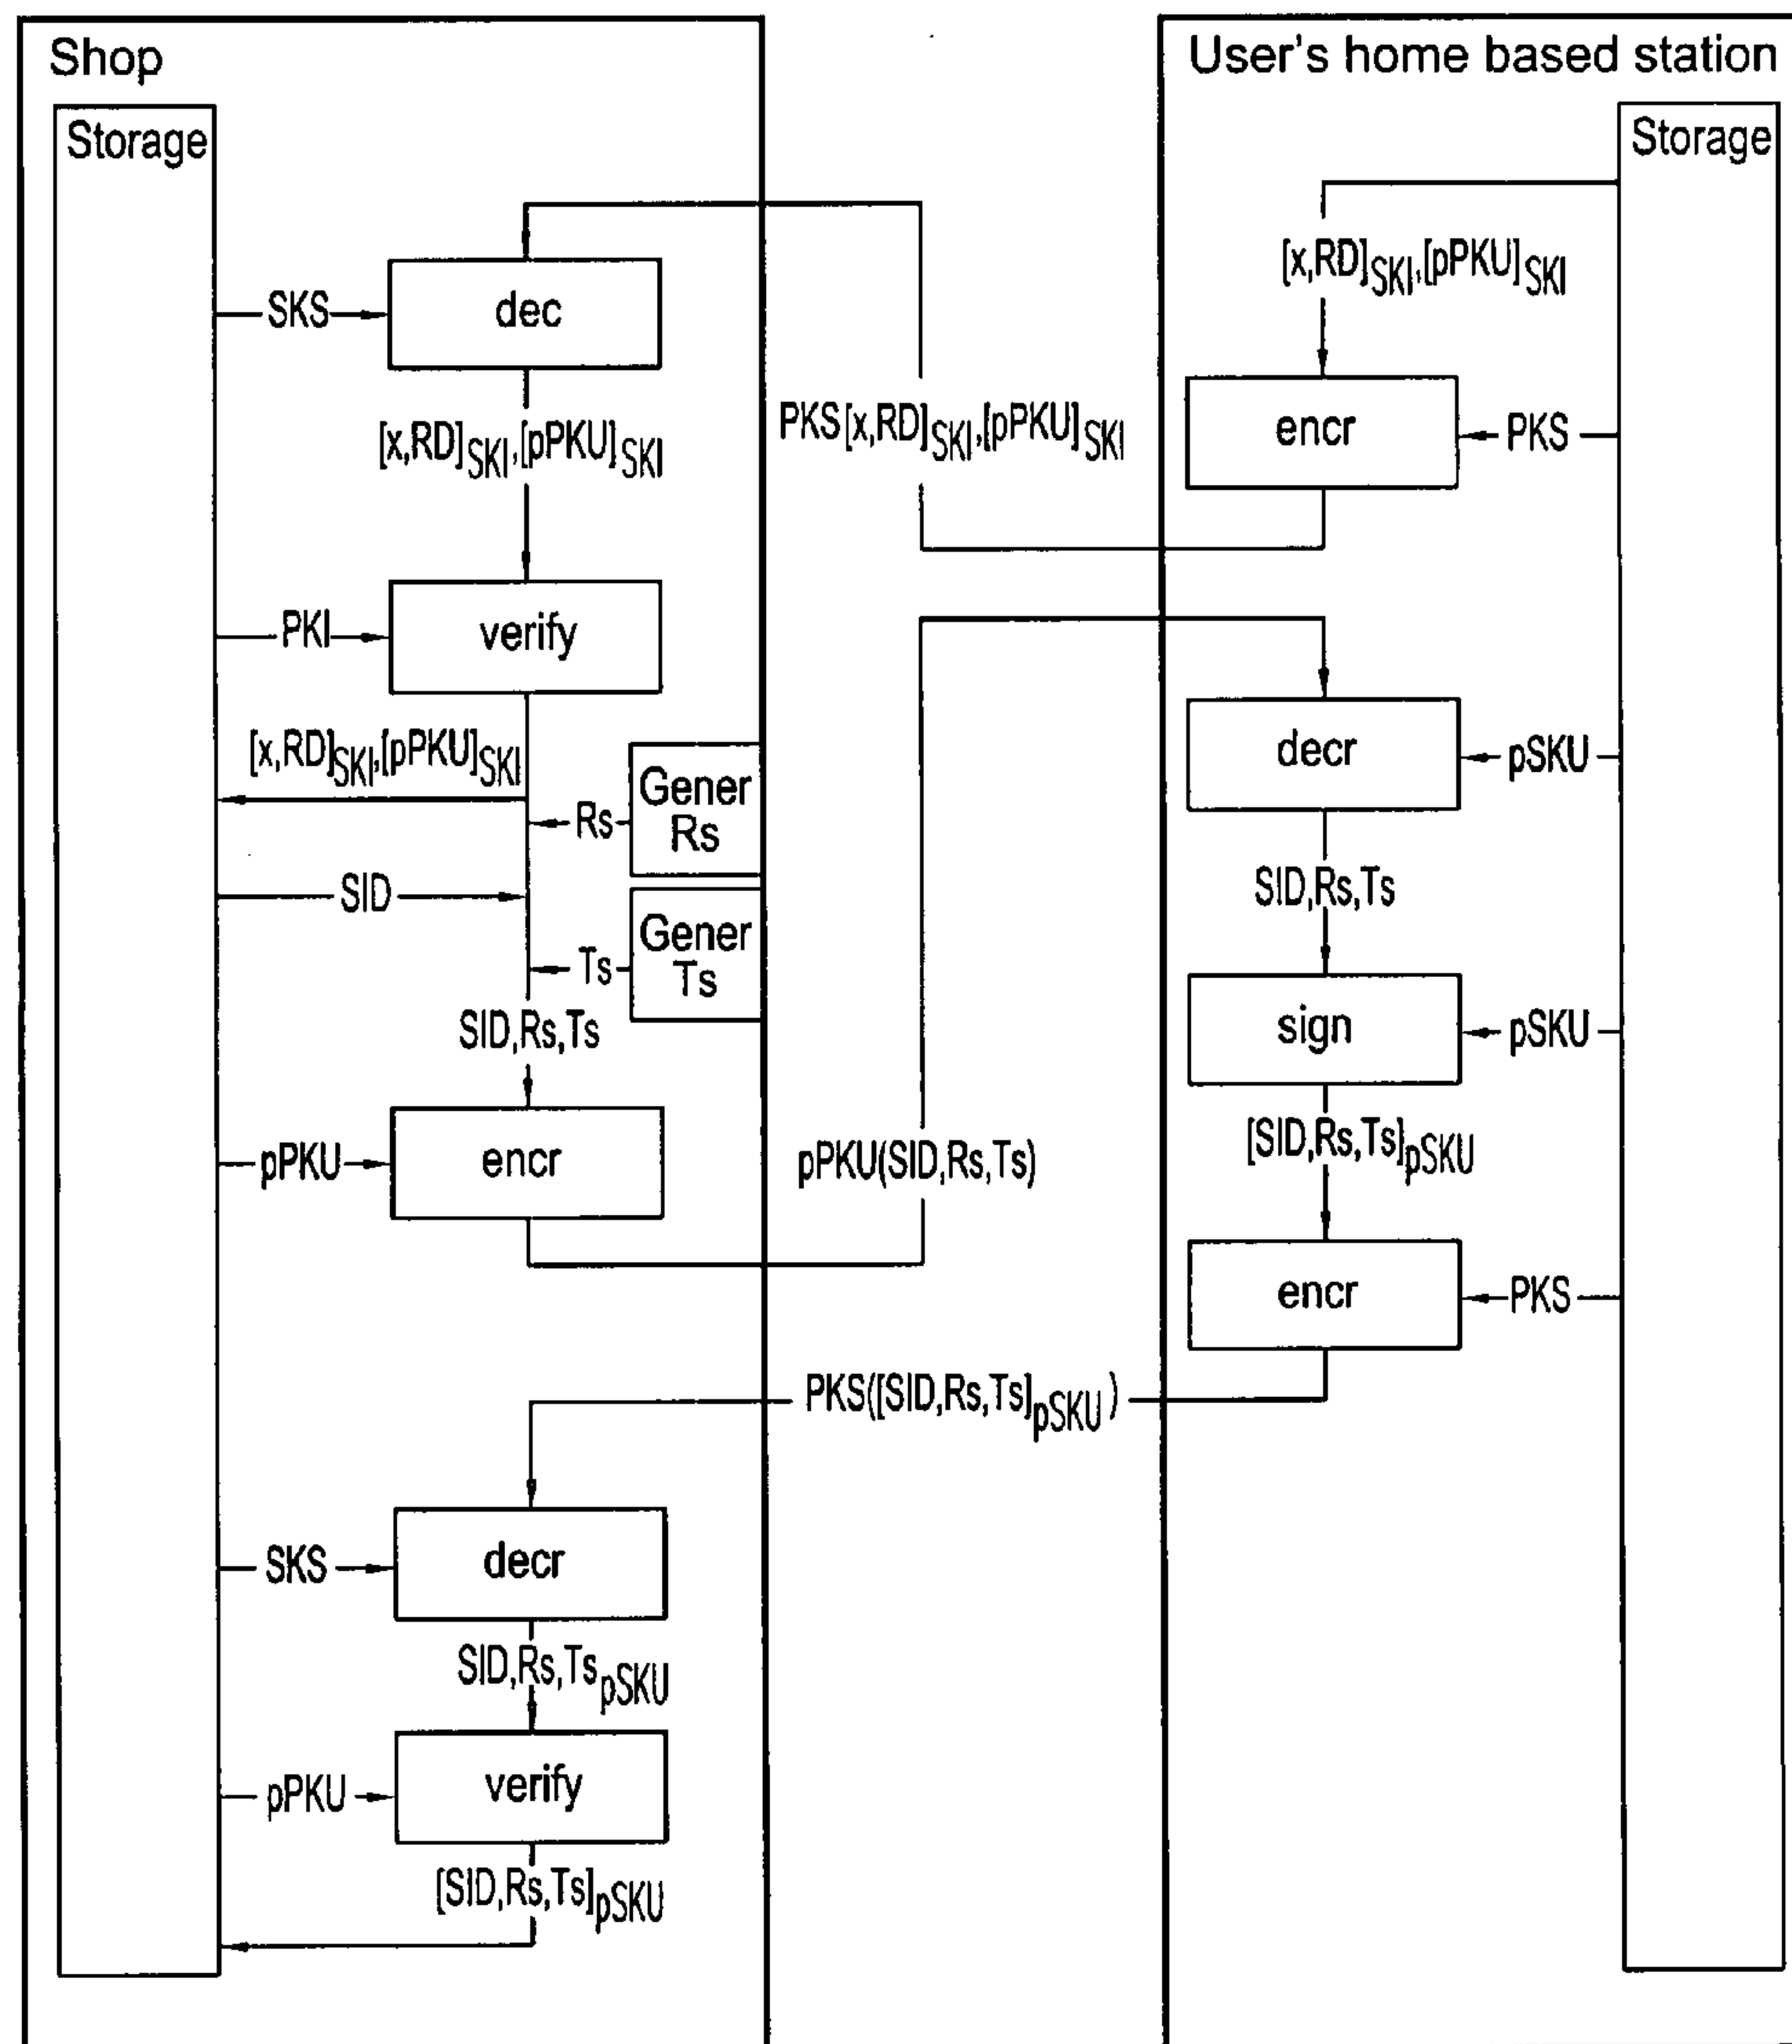 Shop
Storage
SKS
dec
[x,RD]SKI,[pPKU]SKI
PKI
verify
[x,RD]SKI,[pPKU]SKI
Rs
Gener
Rs
SID
Ts
Gener
Ts
SID,Rs,Ts
pPKU
encr
SKS
decr
SID,Rs,TspSKU
pPKU
verify
[SID,Rs,Ts]pSKU
PKS[x,RD]SKI,[pPKU]SKI
pPKU(SID,Rs,Ts)
PKS([SID,Rs,Ts]pSKU)
User's home based station
Storage
[x,RD]SKI,[pPKU]SKI
encr
PKS
decr
pSKU
SID,Rs,Ts
sign
pSKU
[SID,Rs,Ts]pSKU
encr
PKS